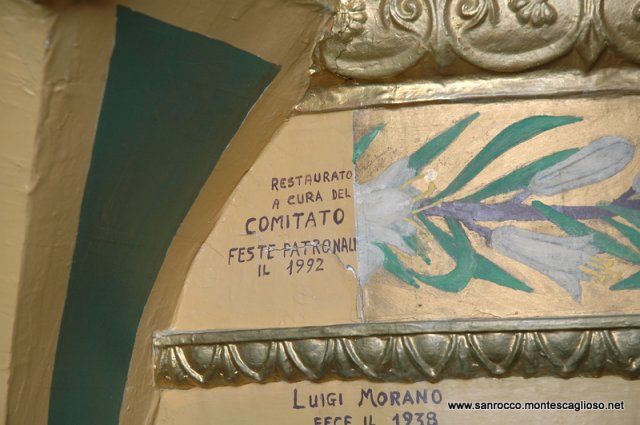 RESTAURATO
A CURA DEL
COMITATO
FESTE PATRONALI
IL 1992
LUIGI MORANO
FECE IL 1938
www.sanrocco.montescaglioso.net